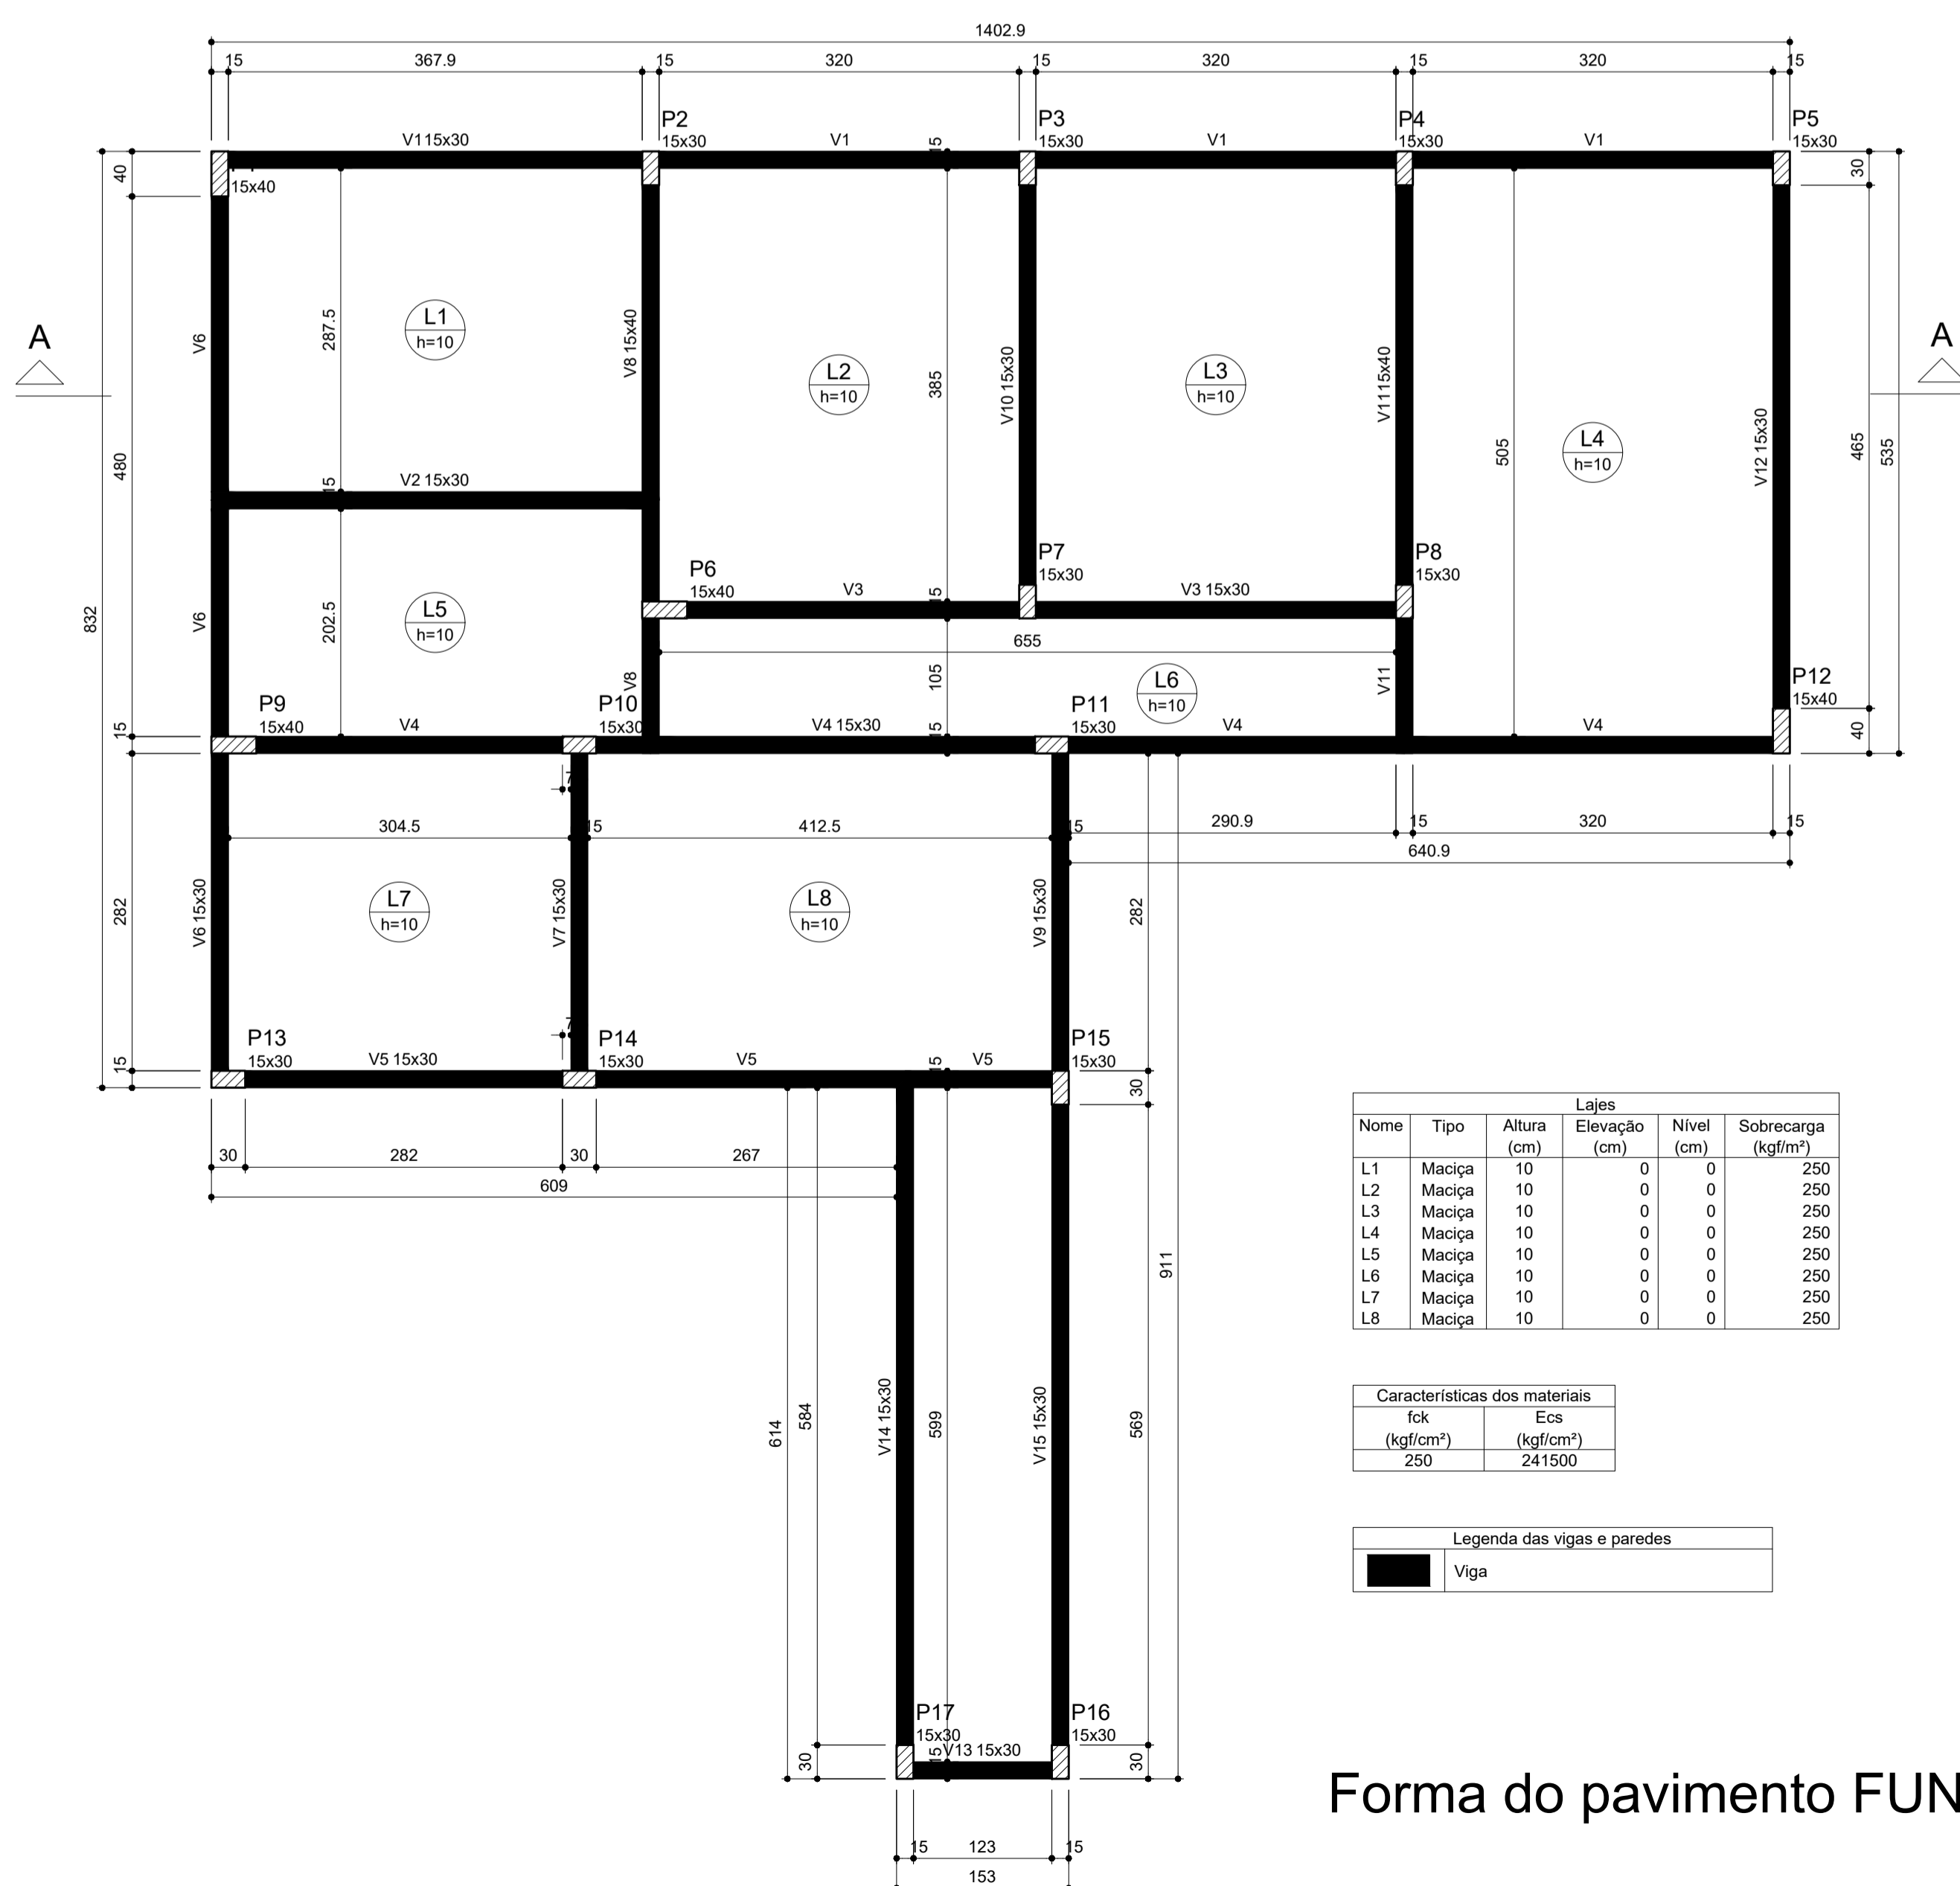 1402.9
15 367.9 15 320 15 320 15 320 15
P2 P3 P4 P5
V1 15x30 15x30 V1 15 15x30 V1 15x30 V1 15x30
40 15x40 30
A A
V6 287.5 L1 V8 15x40 L2 385 V10 15x30 L3 V11 15x40 L4 V12 15x30
h=10 h=10 h=10 h=10
480 505 465 535
15 V2 15x30
P6 P7 P8
15x40 15x30 15x30
832 V6 202.5 L5 V3 15 V3 15x30
h=10
655
V8 105 L6 V11
h=10
P9 P10 P11 P12
15x40 15x30 15x30 15x40
15 V4 V4 15x30 15 V4 V4 40
7
304.5 15 412.5 15 290.9 15 320 15
640.9
282 V6 15x30 L7 V7 15x30 L8 V9 15x30 282
h=10 h=10
7
P13 P14 P15
15x30 15x30 15x30
15 V5 15x30 V5 15 V5 30
30 282 30 267
609
614 584 V14 15x30 599 V15 15x30 569 911
P17 P16
15x30 15x30
30 15 V13 15x30 30
15 123 15
153
Lajes
Nome Tipo Altura Elevação Nível Sobrecarga
(cm) (cm) (cm) (kgf/m²)
L1 Maciça 10 0 0 250
L2 Maciça 10 0 0 250
L3 Maciça 10 0 0 250
L4 Maciça 10 0 0 250
L5 Maciça 10 0 0 250
L6 Maciça 10 0 0 250
L7 Maciça 10 0 0 250
L8 Maciça 10 0 0 250
Características dos materiais
fck Ecs
(kgf/cm²) (kgf/cm²)
250 241500
Legenda das vigas e paredes
Viga
Forma do pavimento FUN